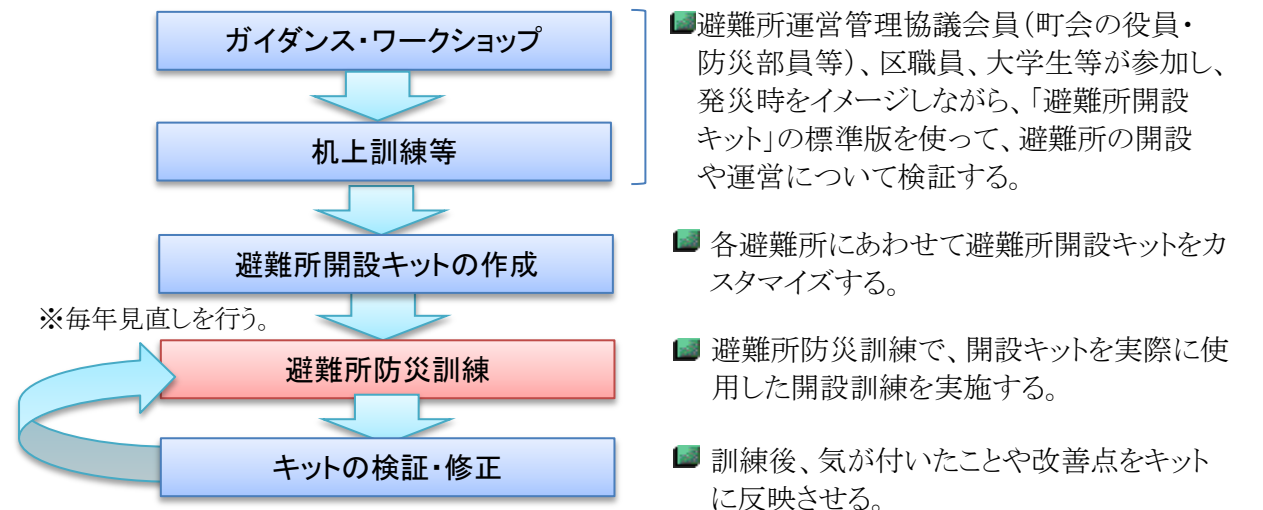 ガイダンス・ワークショップ
机上訓練等
避難所開設キットの作成
※毎年見直しを行う。
避難所防災訓練
キットの検証・修正
避難所運営管理協議会員（町会の役員・
防災部員等）、区職員、大学生等が参加し、
発災時をイメージしながら、「避難所開設
キット」の標準版を使って、避難所の開設
や運営について検証する。
各避難所にあわせて避難所開設キットをカ
スタマイズする。
避難所防災訓練で、開設キットを実際に使
用した開設訓練を実施する。
訓練後、気が付いたことや改善点をキット
に反映させる。